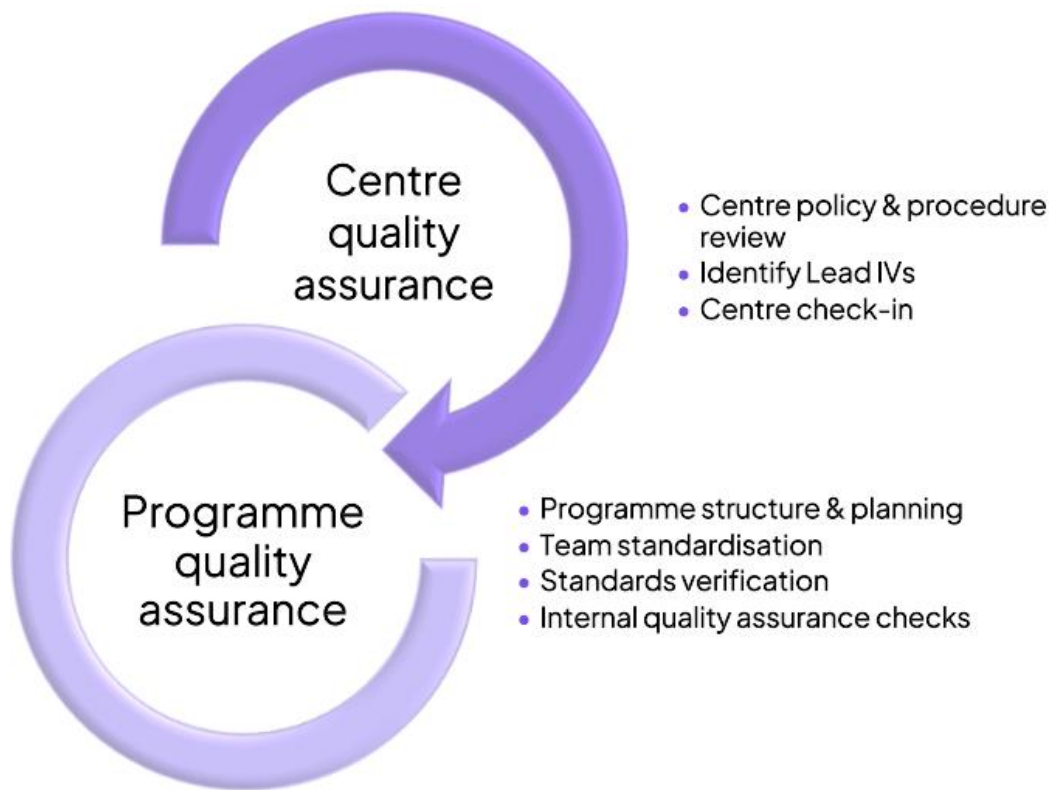 Centre
quality
assurance
• Centre policy & procedure
review
• Identify Lead IVs
• Centre check-in
Programme
quality
assurance
• Programme structure & planning
• Team standardisation
• Standards verification
• Internal quality assurance checks